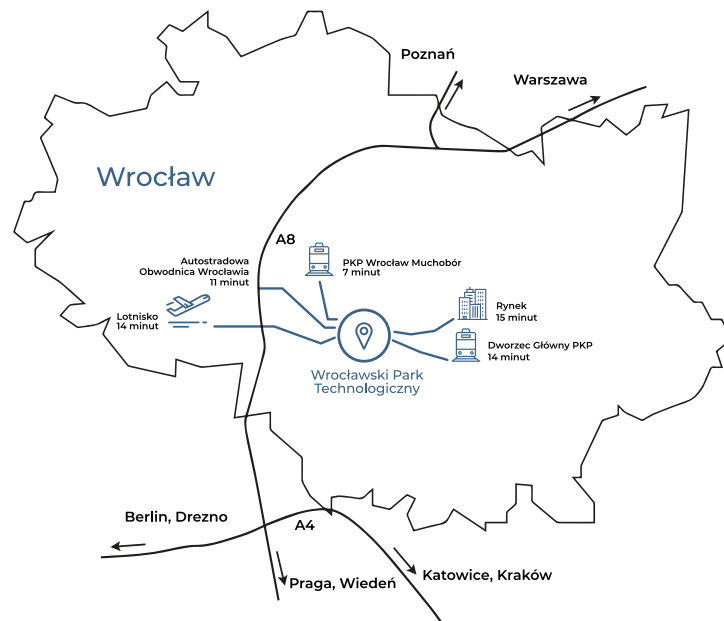 Poznań
Warszawa
Wrocław
A8
Autostradowa
Obwodnica Wrocławia
11 minut
PKP Wrocław Muchobór
7 minut
Lotnisko
14 minut
Rynek
15 minut
Dworzec Główny PKP
14 minut
Wrocławski Park
Technologiczny
Berlin, Drezno
A4
Praga, Wiedeń
Katowice, Kraków